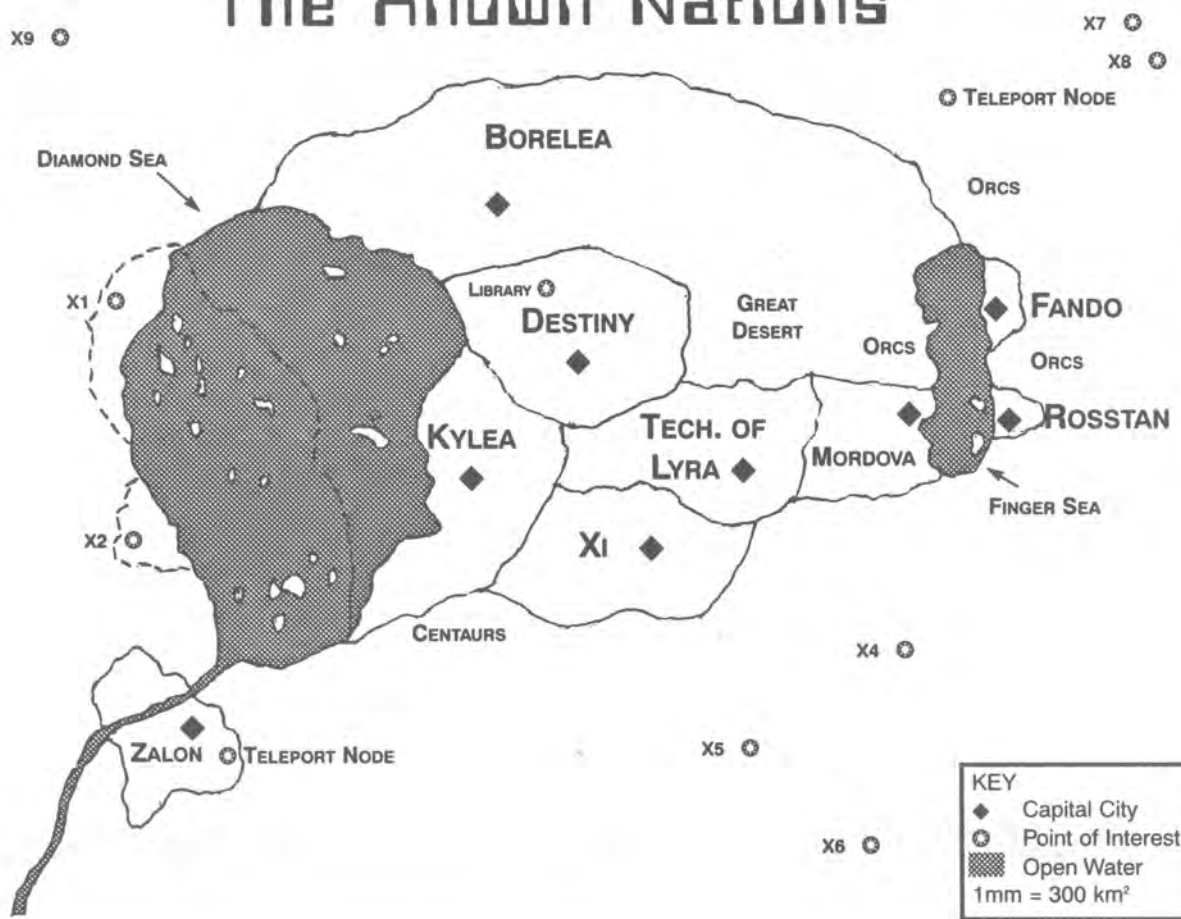 The Known Nations
X9
X7
X8
TELEPORT NODE
BORELEA
DIAMOND SEA
ORCS
X1
LIBRARY
DESTINY
GREAT
DESERT
FANDO
ORCS
ORCS
KYLEA
TECH. OF
LYRA
MORDOVA
ROSSTAN
FINGER SEA
X2
XI
CENTAURS
X4
ZALON
TELEPORT NODE
X5
X6
KEY
Capital City
Point of Interest
Open Water
1mm = 300 km²